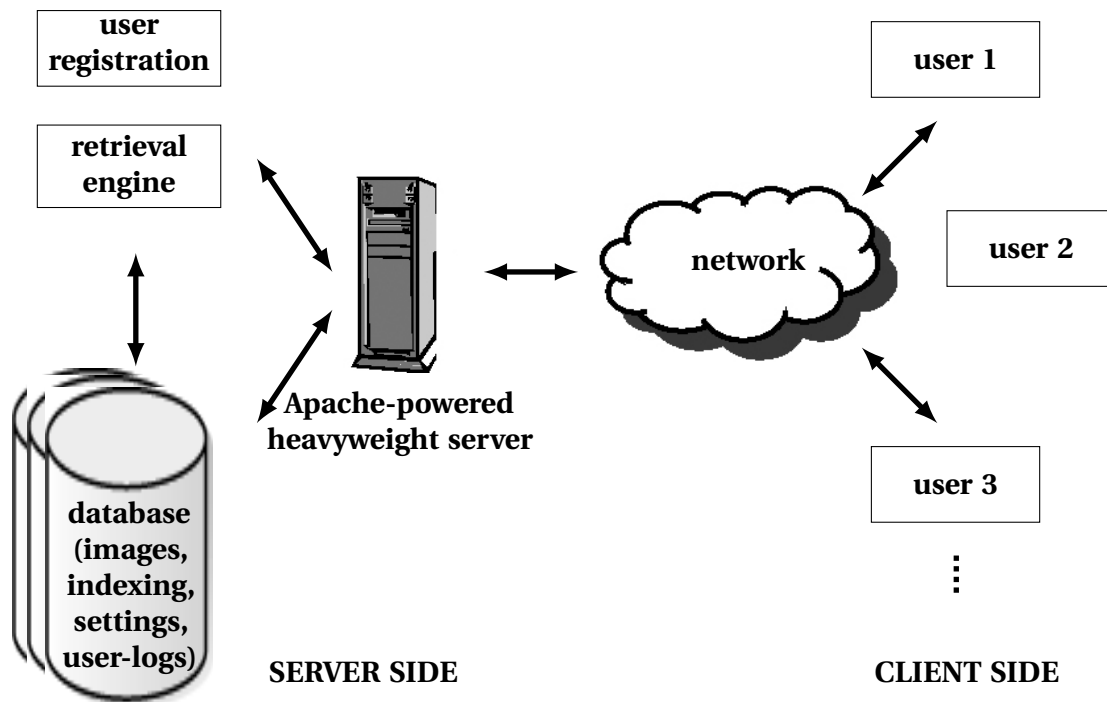 user
registration
retrieval
engine
database
(images,
indexing,
settings,
user-logs)
Apache-powered
heavyweight server
SERVER SIDE
network
user 1
user 2
user 3
CLIENT SIDE